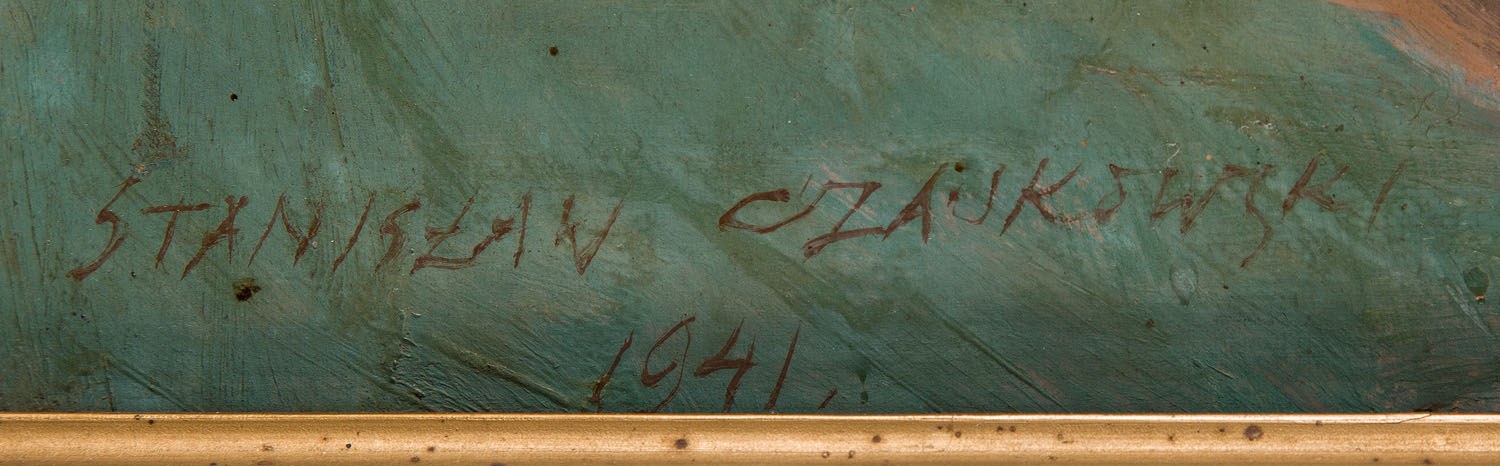 STANISŁAW CZAJKOWSKI
1941.